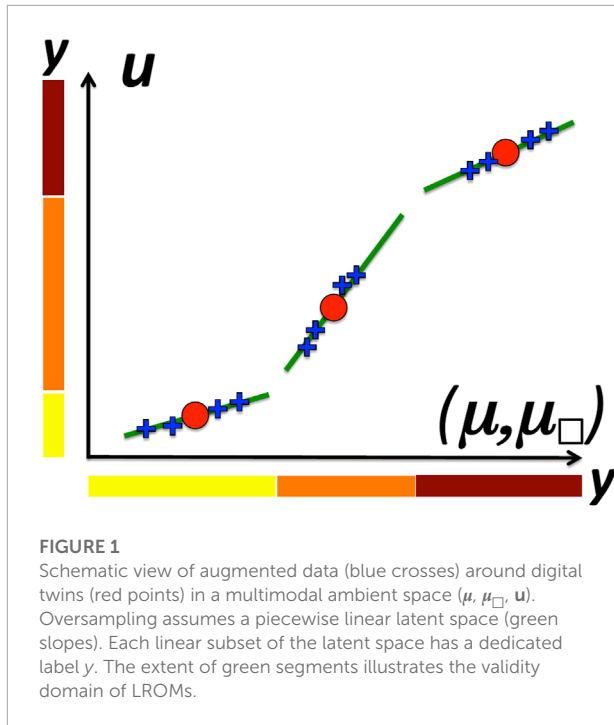 y
u
(μ,μ□)
y
FIGURE 1
Schematic view of augmented data (blue crosses) around digital
twins (red points) in a multimodal ambient space (μ, μ□, u).
Oversampling assumes a piecewise linear latent space (green
slopes). Each linear subset of the latent space has a dedicated
label y. The extent of green segments illustrates the validity
domain of LROMs.